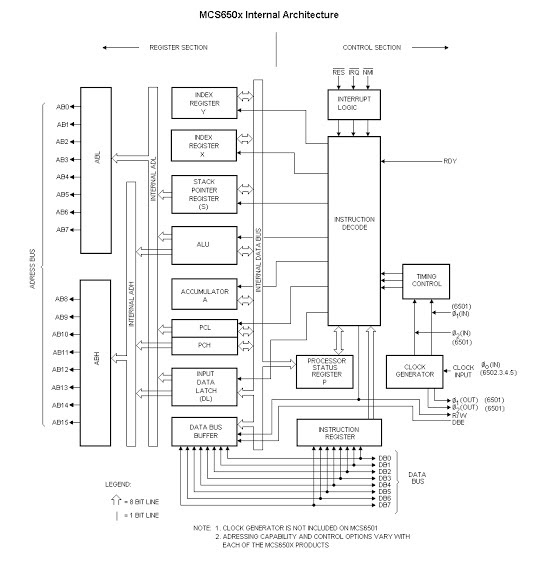 MCS650x Internal Architecture
REGISTER SECTION
CONTROL SECTION
RES IRQ NMI
INTERRUPT
LOGIC
INDEX
REGISTER
Y
INDEX
REGISTER
X
STACK
POINTER
REGISTER
(S)
ALU
ACCUMULATOR
A
PCL
PCH
INPUT
DATA
LATCH
(DL)
DATA BUS
BUFFER
ADRESS BUS
AB0
AB1
AB2
AB3
AB4
AB5
AB6
AB7
AB8
AB9
AB10
AB11
AB12
AB13
AB14
AB15
ABL
ABH
INTERNAL ADL
INTERNAL ADH
INTERNAL DATA BUS
INSTRUCTION
DECODE
RDY
TIMING
CONTROL
(6501)
Ø1(IN)
Ø2(IN)
(6501)
PROCESSOR
STATUS
REGISTER
P
CLOCK
GENERATOR
CLOCK
INPUT
Ø0(IN)
(6502.3.4.5)
Ø1(OUT) (6501)
Ø2(OUT) (6501)
R/W
DBE
INSTRUCTION
REGISTER
DB0
DB1
DB2
DB3
DB4
DB5
DB6
DB7
DATA
BUS
LEGEND:
= 8 BIT LINE
= 1 BIT LINE
NOTE: 1. CLOCK GENERATOR IS NOT INCLUDED ON MCS6501
2. ADRESSING CAPABILITY AND CONTROL OPTIONS VARY WITH
EACH OF THE MCS650X PRODUCTS